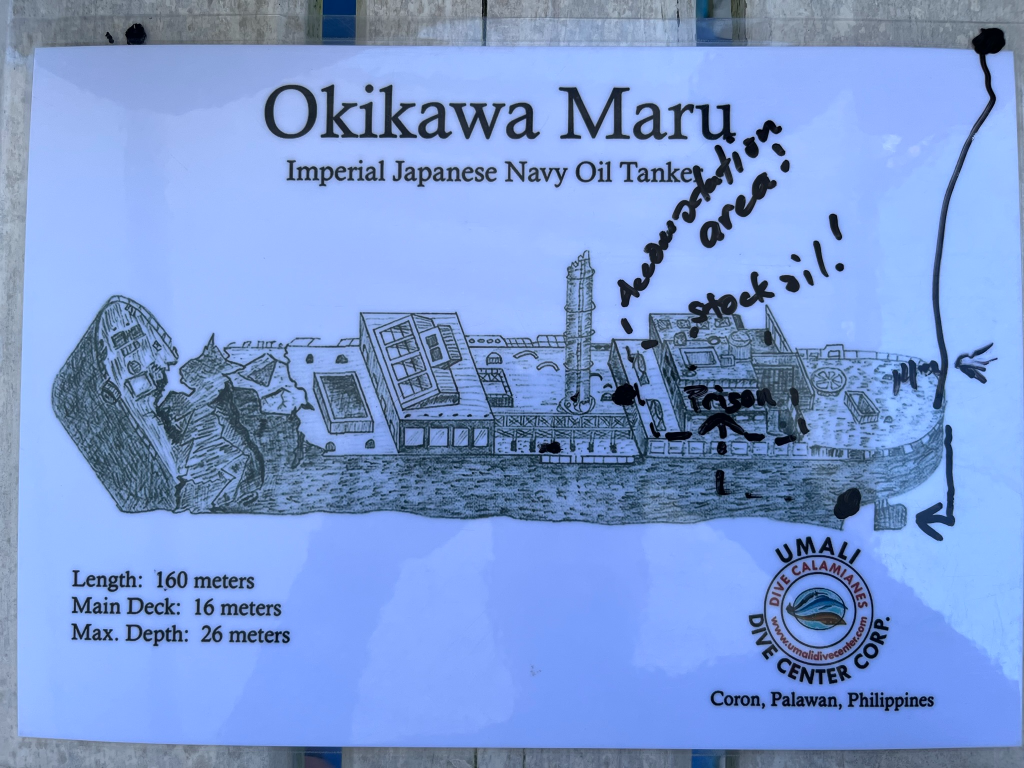 Okikawa Maru
Imperial Japanese Navy Oil Tanker
Accomodation
area!
Stock oil!
Prison
Length: 160 meters
Main Deck: 16 meters
Max. Depth: 26 meters
UMALI
DIVE CALAMIANES
www.umalidivecenter.com
DIVE CENTER CORP.
Coron, Palawan, Philippines